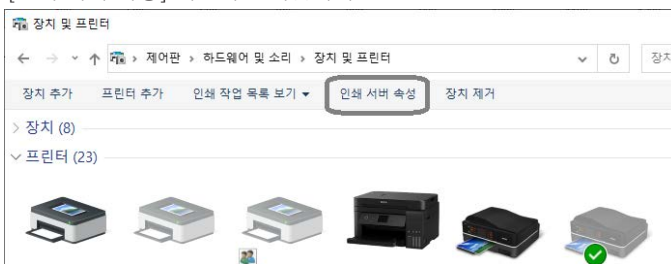 장치 및 프린터
제어판 › 하드웨어 및 소리 › 장치 및 프린터
장치 추가 프린터 추가 인쇄 작업 목록 보기 ▼ 인쇄 서버 속성 장치 제거
장치 (8)
프린터 (23)